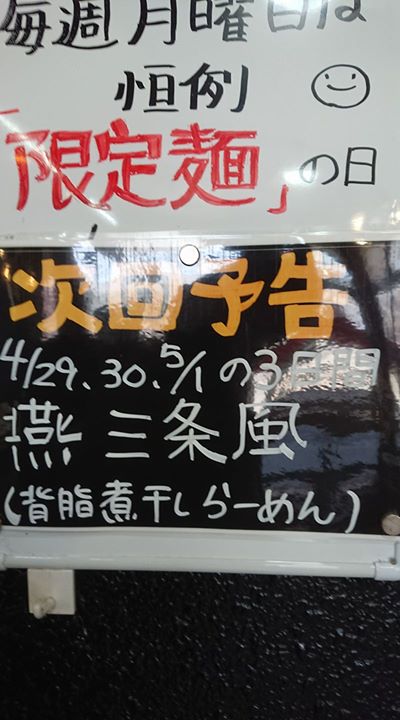 毎週月曜日は
恒例
「限定麺」の日
次回予告
4/29、30、5/1の3日間
燕三条風
(背脂煮干しらーめん)